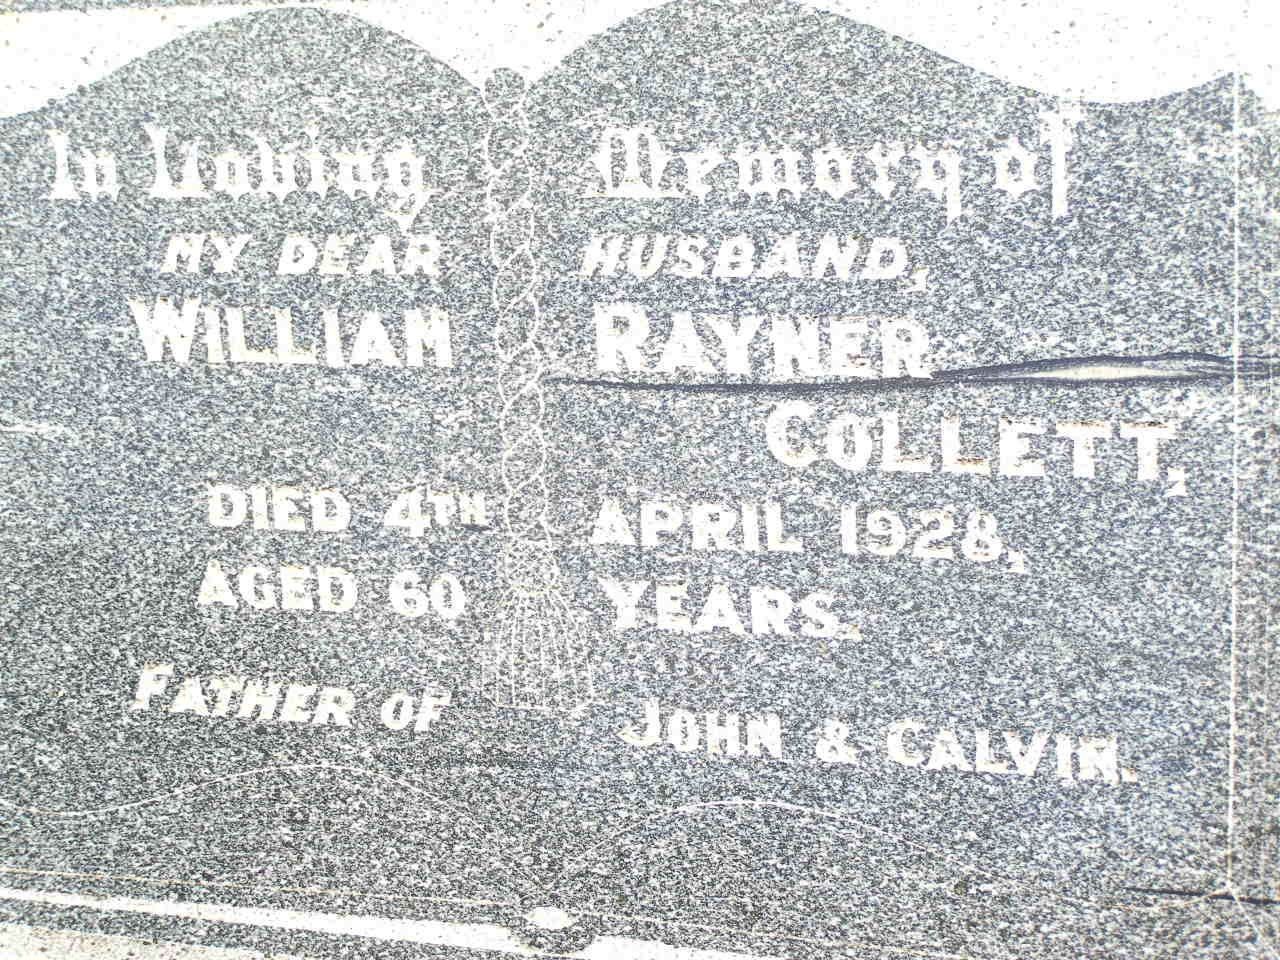 In Loving Memory of
MY DEAR HUSBAND,
WILLIAM RAYNER
COLLETT,
DIED 4TH APRIL 1928,
AGED 60 YEARS.
FATHER OF JOHN & CALVIN.